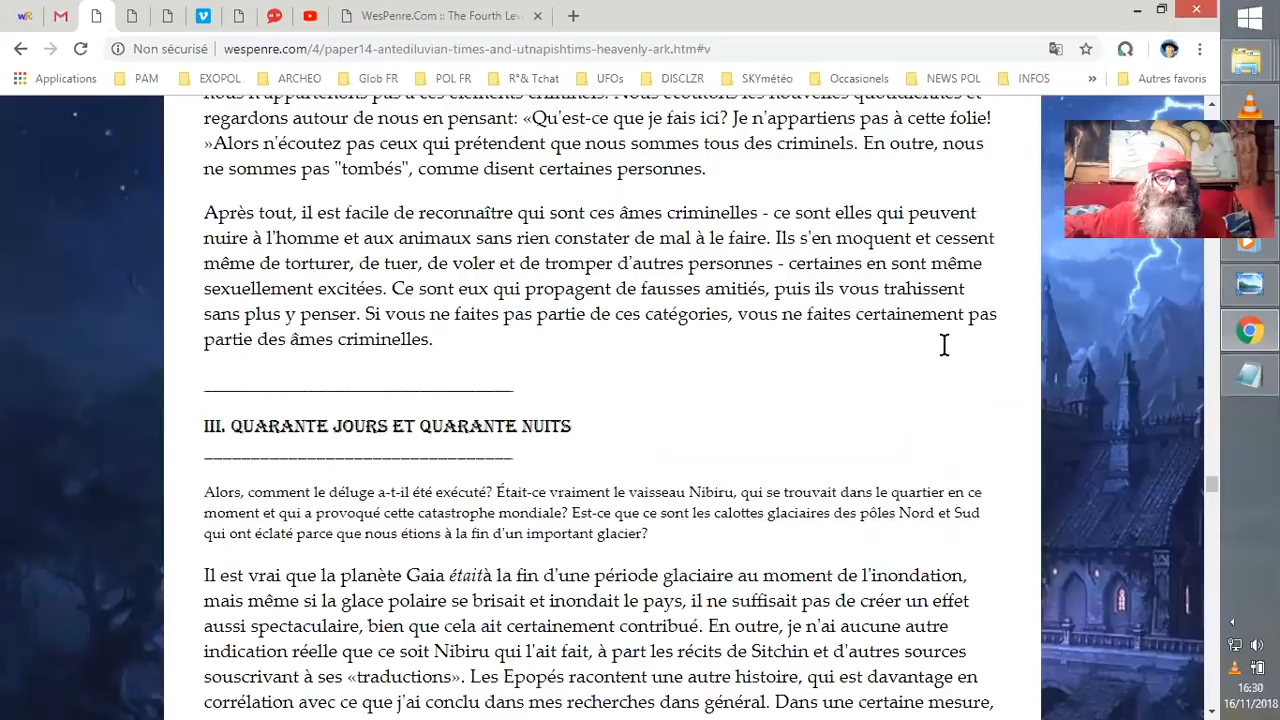 WesPenre.Com :: The Fourth Lev
Non sécurisé
wespenre.com/4/paper14-antediluvian-times-and-utnapishtims-heavenly-ark.htm#v
Applications PAM EXOPOL ARCHEO Glob FR POL FR R°& Tchat UFOs DISCLZR SKYmétéo Occasionels NEWS POL INFOS » Autres favoris
regardons autour de nous en pensant: «Qu'est-ce que je fais ici? Je n'appartiens pas à cette folie!
»Alors n'écoutez pas ceux qui prétendent que nous sommes tous des criminels. En outre, nous
ne sommes pas "tombés", comme disent certaines personnes.
Après tout, il est facile de reconnaître qui sont ces âmes criminelles - ce sont elles qui peuvent
nuire à l'homme et aux animaux sans rien constater de mal à le faire. Ils s'en moquent et cessent
même de torturer, de tuer, de voler et de tromper d'autres personnes - certaines en sont même
sexuellement excitées. Ce sont eux qui propagent de fausses amitiés, puis ils vous trahissent
sans plus y penser. Si vous ne faites pas partie de ces catégories, vous ne faites certainement pas
partie des âmes criminelles.
III. QUARANTE JOURS ET QUARANTE NUITS
Alors, comment le déluge a-t-il été exécuté? Était-ce vraiment le vaisseau Nibiru, qui se trouvait dans le quartier en ce
moment et qui a provoqué cette catastrophe mondiale? Est-ce que ce sont les calottes glaciaires des pôles Nord et Sud
qui ont éclaté parce que nous étions à la fin d'un important glacier?
Il est vrai que la planète Gaia étaità la fin d'une période glaciaire au moment de l'inondation,
mais même si la glace polaire se brisait et inondait le pays, il ne suffisait pas de créer un effet
aussi spectaculaire, bien que cela ait certainement contribué. En outre, je n'ai aucune autre
indication réelle que ce soit Nibiru qui l'ait fait, à part les récits de Sitchin et d'autres sources
souscrivant à ses «traductions». Les Epopés racontent une autre histoire, qui est davantage en
corrélation avec ce que j'ai conclu dans mes recherches dans général. Dans une certaine mesure,
16:30
16/11/2018